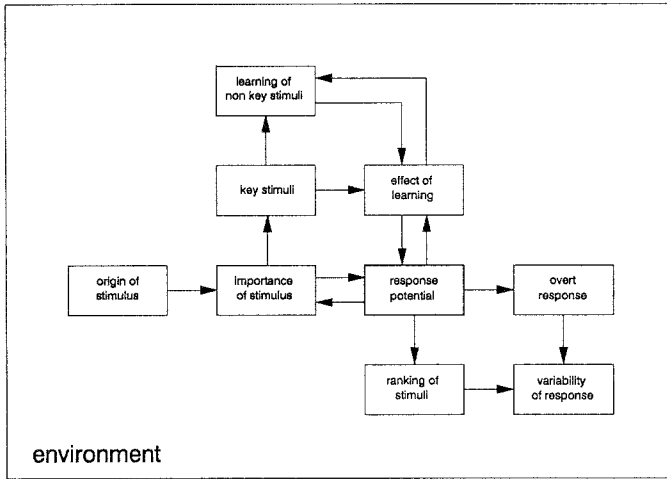 learning of
non key stimuli
key stimuli
effect of
learning
origin of
stimulus
importance
of stimulus
response
potential
overt
response
ranking of
stimuli
variability
of response
environment